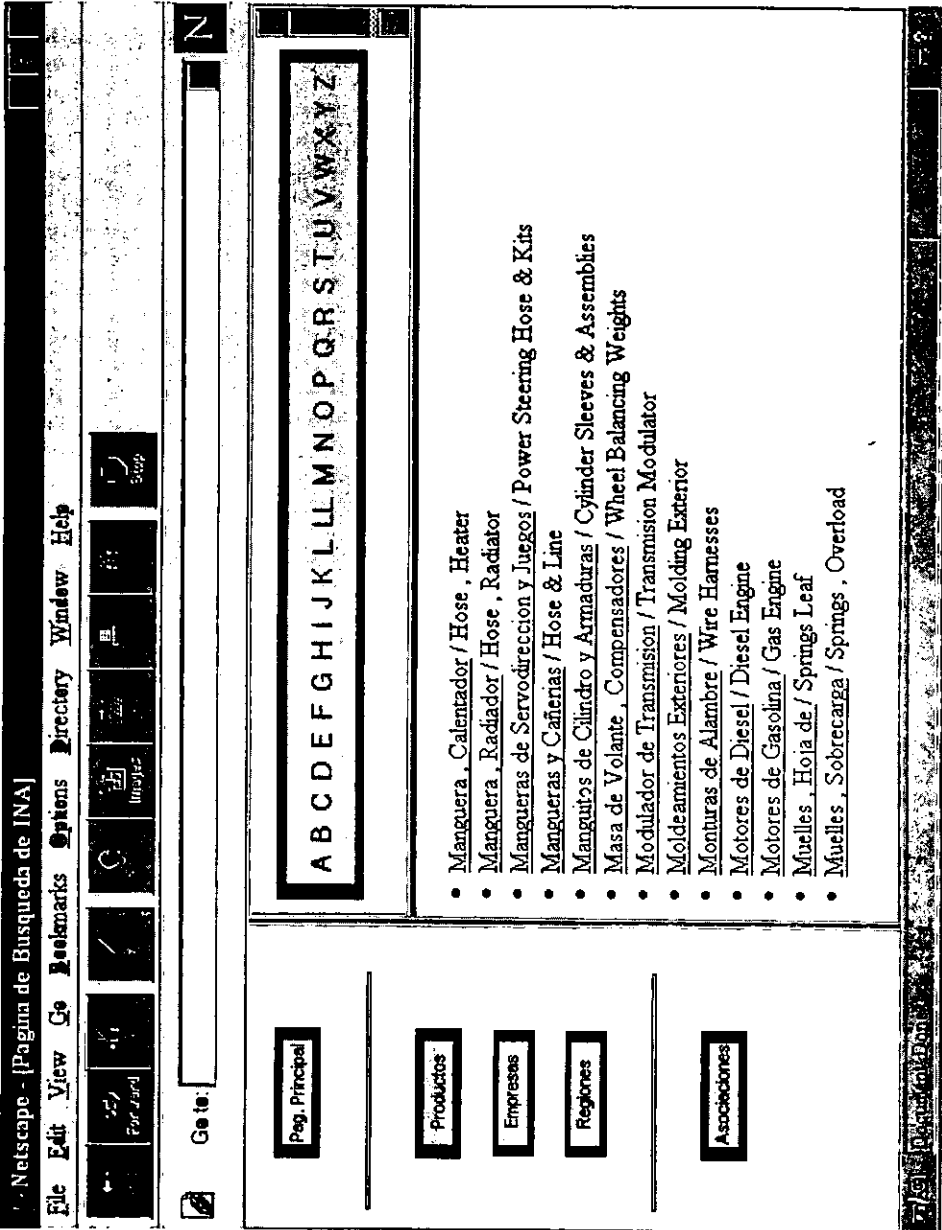 Netscape - [Pagina de Busqueda de INA]
File Edit View Go Bookmarks Options Directory Window Help
Forward Images Stop
Go to:
N
Pag. Principal
Productos
Empresas
Regiones
Asociaciones
A B C D E F G H I J K L LL M N O P Q R S T U V W X Y Z
• Manguera , Calentador / Hose , Heater
• Manguera , Radiador / Hose , Radiator
• Mangueras de Servodireccion y Juegos / Power Steering Hose & Kits
• Mangueras y Cañerias / Hose & Line
• Manguitos de Cilindro y Armaduras / Cylinder Sleeves & Assemblies
• Masa de Volante , Compensadores / Wheel Balancing Weights
• Modulador de Transmision / Transmision Modulator
• Moldeamientos Exteriores / Molding Exterior
• Monturas de Alambre / Wire Harnesses
• Motores de Diesel / Diesel Engine
• Motores de Gasolina / Gas Engine
• Muelles , Hoja de / Springs Leaf
• Muelles , Sobrecarga / Springs , Overload
Document: Done